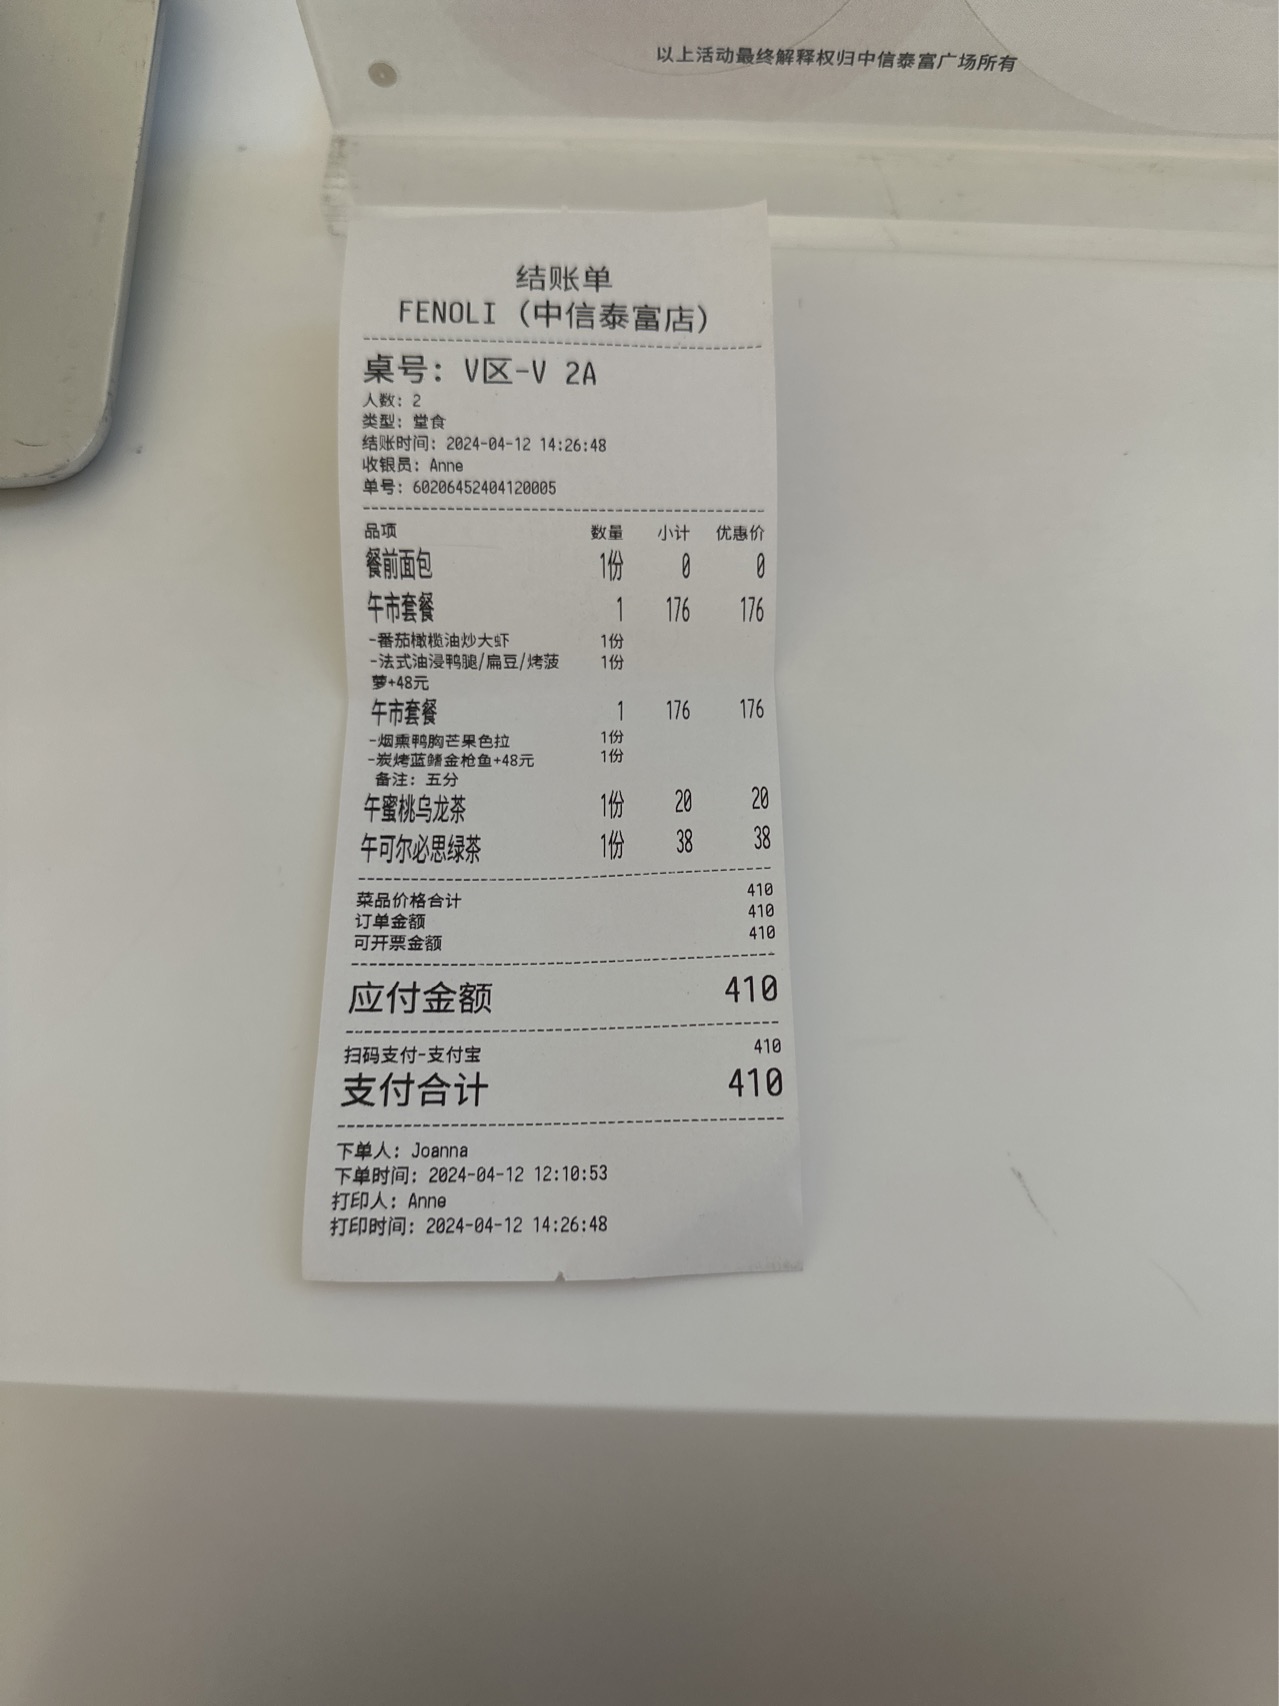 以上活动最终解释权归中信泰富广场所有
结账单
FENOLI (中信泰富店)
桌号: V区-V 2A
人数: 2
类型: 堂食
结账时间: 2024-04-12 14:26:48
收银员: Anne
单号: 60206452404120005
品项 数量 小计 优惠价
餐前面包 1份 0 0
午市套餐 1 176 176
-番茄橄榄油炒大虾 1份
-法式油浸鸭腿/扁豆/烤菠 1份
萝+48元
午市套餐 1 176 176
-烟熏鸭胸芒果色拉 1份
-炭烤蓝鳍金枪鱼+48元 1份
备注: 五分
午蜜桃乌龙茶 1份 20 20
午可尔必思绿茶 1份 38 38
菜品价格合计 410
订单金额 410
可开票金额 410
应付金额 410
扫码支付-支付宝 410
支付合计 410
下单人: Joanna
下单时间: 2024-04-12 12:10:53
打印人: Anne
打印时间: 2024-04-12 14:26:48